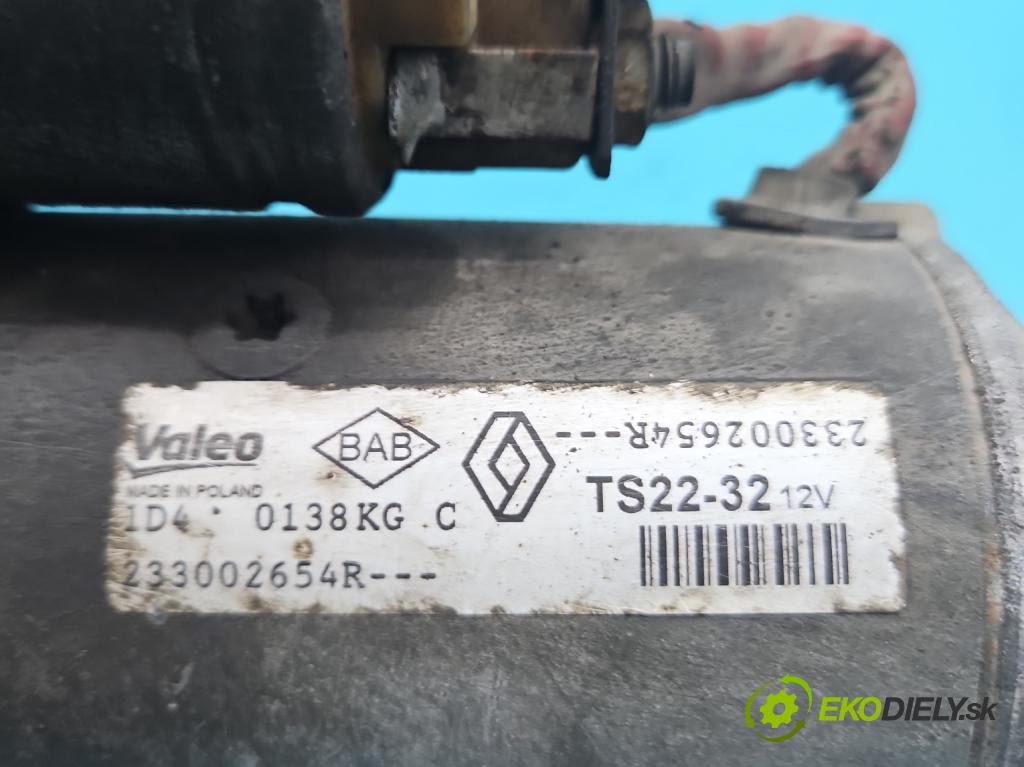 Valeo
MADE IN POLAND
BAB
233002654R---
TS22-32 12V
1D4 0138KG C
233002654R---
EKODIELY.sk